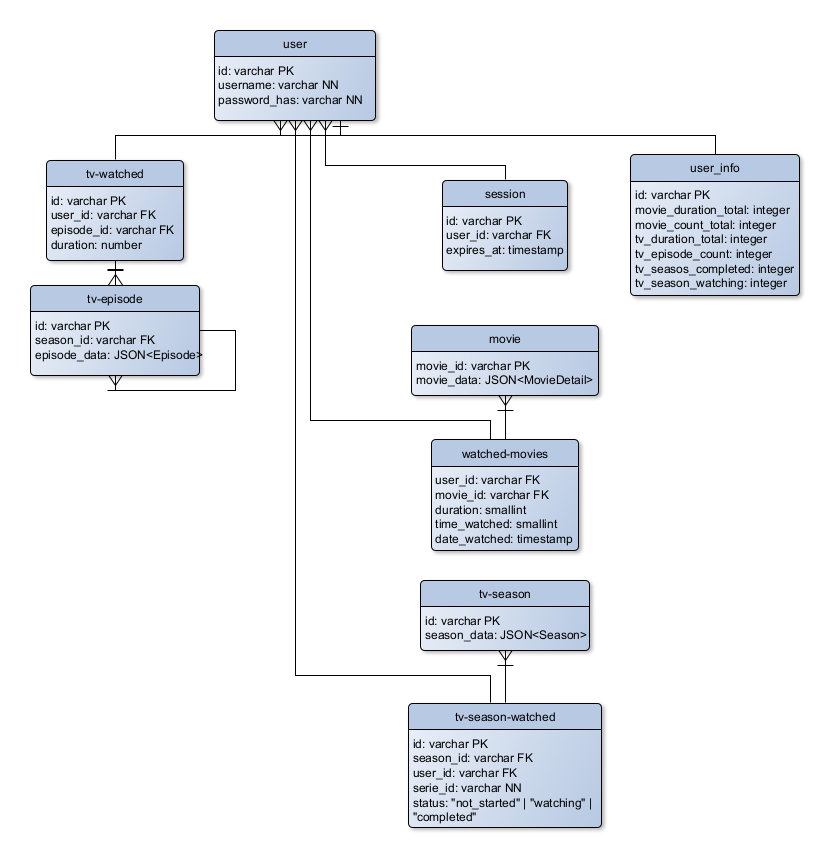 user
id: varchar PK
username: varchar NN
password_has: varchar NN
tv-watched
id: varchar PK
user_id: varchar FK
episode_id: varchar FK
duration: number
session
id: varchar PK
user_id: varchar FK
expires_at: timestamp
user_info
id: varchar PK
movie_duration_total: integer
movie_count_total: integer
tv_duration_total: integer
tv_episode_count: integer
tv_seasos_completed: integer
tv_season_watching: integer
tv-episode
id: varchar PK
season_id: varchar FK
episode_data: JSON<Episode>
movie
movie_id: varchar PK
movie_data: JSON<MovieDetail>
watched-movies
user_id: varchar FK
movie_id: varchar FK
duration: smallint
time_watched: smallint
date_watched: timestamp
tv-season
id: varchar PK
season_data: JSON<Season>
tv-season-watched
id: varchar PK
season_id: varchar FK
user_id: varchar FK
serie_id: varchar NN
status: "not_started" | "watching" |
"completed"